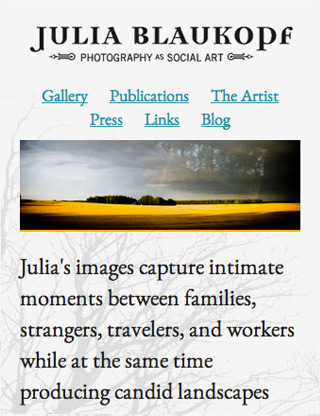 JULIA BLAUKOPF
PHOTOGRAPHY AS SOCIAL ART
Gallery Publications The Artist
Press Links Blog
Julia's images capture intimate
moments between families,
strangers, travelers, and workers
while at the same time
producing candid landscapes